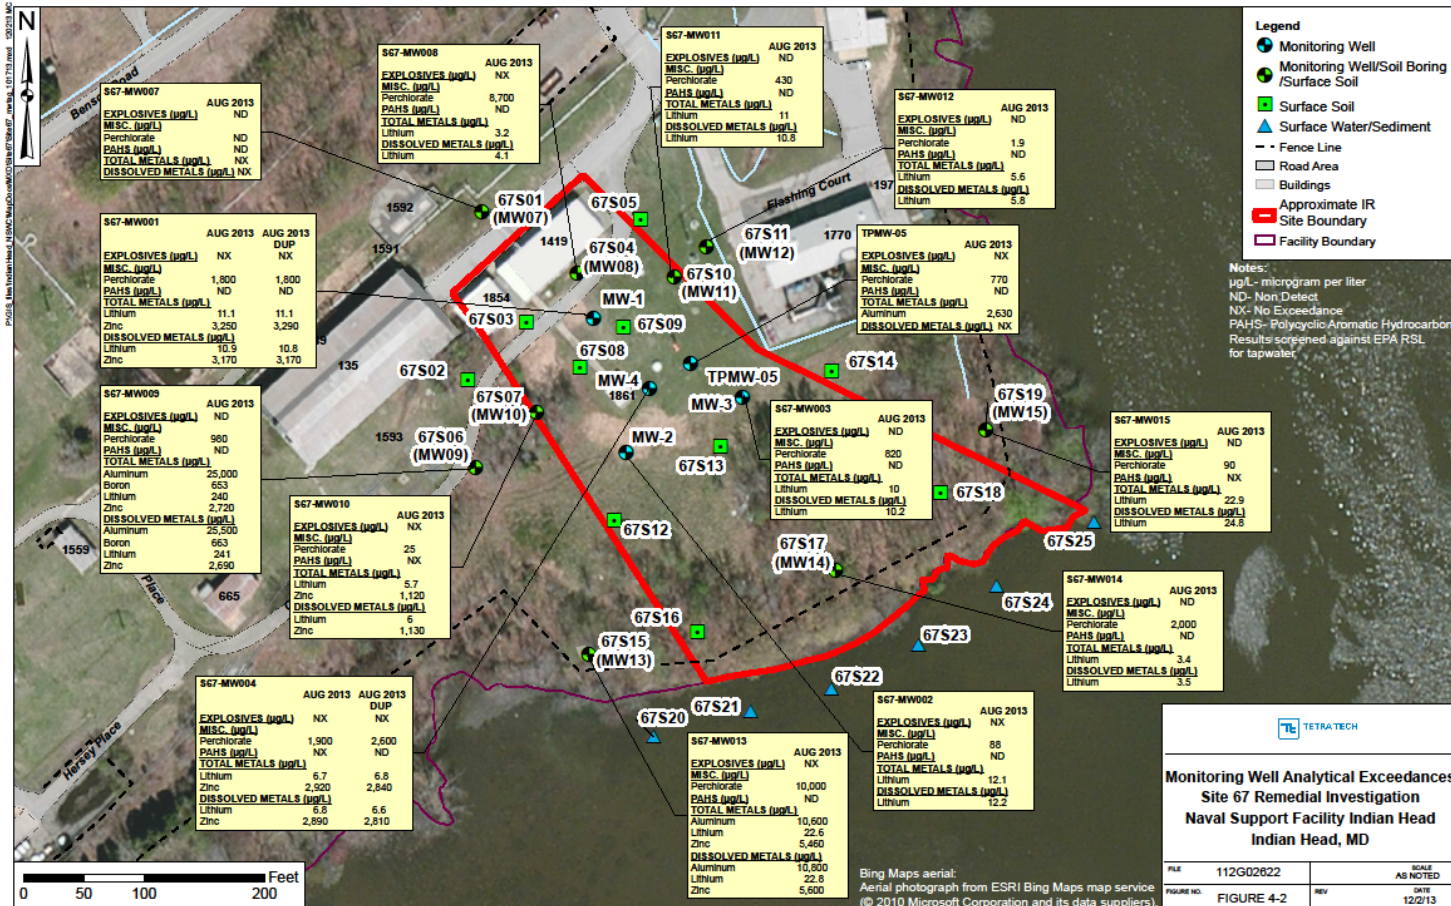 N
S67-MW007
AUG 2013
EXPLOSIVES (µg/L) ND
MISC. (µg/L)
Perchlorate ND
PAHS (µg/L) ND
TOTAL METALS (µg/L) NX
DISSOLVED METALS (µg/L) NX
S67-MW008
AUG 2013
EXPLOSIVES (µg/L) NX
MISC. (µg/L)
Perchlorate 8,700
PAHS (µg/L) ND
TOTAL METALS (µg/L)
Lithium 3.2
DISSOLVED METALS (µg/L)
Lithium 4.1
S67-MW011
AUG 2013
EXPLOSIVES (µg/L) ND
MISC. (µg/L)
Perchlorate 430
PAHS (µg/L) ND
TOTAL METALS (µg/L)
Lithium 11
DISSOLVED METALS (µg/L)
Lithium 10.8
S67-MW012
AUG 2013
EXPLOSIVES (µg/L) ND
MISC. (µg/L)
Perchlorate 1.9
PAHS (µg/L) ND
TOTAL METALS (µg/L)
Lithium 5.6
DISSOLVED METALS (µg/L)
Lithium 5.8
Legend
Monitoring Well
Monitoring Well/Soil Boring
/Surface Soil
Surface Soil
Surface Water/Sediment
Fence Line
Road Area
Buildings
Approximate IR
Site Boundary
Facility Boundary
Notes:
µg/L- microgram per liter
ND- Non Detect
NX- No Exceedance
PAHS- Polycyclic Aromatic Hydrocarbon
Results screened against EPA RSL
for tapwater.
S67-MW001
AUG 2013 AUG 2013
DUP
EXPLOSIVES (µg/L) NX NX
MISC. (µg/L)
Perchlorate 1,800 1,800
PAHS (µg/L) ND ND
TOTAL METALS (µg/L)
Lithium 11.1 11.1
Zinc 3,250 3,290
DISSOLVED METALS (µg/L)
Lithium 10.9 10.8
Zinc 3,170 3,170
TPMW-05
AUG 2013
EXPLOSIVES (µg/L) NX
MISC. (µg/L)
Perchlorate 770
PAHS (µg/L) ND
TOTAL METALS (µg/L)
Aluminum 2,630
DISSOLVED METALS (µg/L) NX
S67-MW009
AUG 2013
EXPLOSIVES (µg/L) ND
MISC. (µg/L)
Perchlorate 980
PAHS (µg/L) ND
TOTAL METALS (µg/L)
Aluminum 25,000
Boron 653
Lithium 240
Zinc 2,720
DISSOLVED METALS (µg/L)
Aluminum 25,500
Boron 663
Lithium 241
Zinc 2,690
S67-MW003
AUG 2013
EXPLOSIVES (µg/L) ND
MISC. (µg/L)
Perchlorate 820
PAHS (µg/L) ND
TOTAL METALS (µg/L)
Lithium 10
DISSOLVED METALS (µg/L)
Lithium 10.2
S67-MW015
AUG 2013
EXPLOSIVES (µg/L) ND
MISC. (µg/L)
Perchlorate 90
PAHS (µg/L) NX
TOTAL METALS (µg/L)
Lithium 22.9
DISSOLVED METALS (µg/L)
Lithium 24.8
S67-MW010
AUG 2013
EXPLOSIVES (µg/L) NX
MISC. (µg/L)
Perchlorate 25
PAHS (µg/L) NX
TOTAL METALS (µg/L)
Lithium 5.7
Zinc 1,120
DISSOLVED METALS (µg/L)
Lithium 6
Zinc 1,130
S67-MW014
AUG 2013
EXPLOSIVES (µg/L) ND
MISC. (µg/L)
Perchlorate 2,000
PAHS (µg/L) ND
TOTAL METALS (µg/L)
Lithium 3.4
DISSOLVED METALS (µg/L)
Lithium 3.5
S67-MW004
AUG 2013 AUG 2013
DUP
EXPLOSIVES (µg/L) NX NX
MISC. (µg/L)
Perchlorate 1,900 2,600
PAHS (µg/L) NX ND
TOTAL METALS (µg/L)
Lithium 6.7 6.8
Zinc 2,920 2,840
DISSOLVED METALS (µg/L)
Lithium 6.8 6.6
Zinc 2,890 2,810
S67-MW002
AUG 2013
EXPLOSIVES (µg/L) NX
MISC. (µg/L)
Perchlorate 88
PAHS (µg/L) ND
TOTAL METALS (µg/L)
Lithium 12.1
DISSOLVED METALS (µg/L)
Lithium 12.2
S67-MW013
AUG 2013
EXPLOSIVES (µg/L) NX
MISC. (µg/L)
Perchlorate 10,000
PAHS (µg/L) ND
TOTAL METALS (µg/L)
Aluminum 10,600
Lithium 22.6
Zinc 5,460
DISSOLVED METALS (µg/L)
Aluminum 10,800
Lithium 22.8
Zinc 5,600
Flashing Court
197
1592
67S01
(MW07)
67S05
1419
1591
67S04
(MW08)
67S11
(MW12)
1770
67S10
(MW11)
1854
67S03
MW-1
67S09
135
67S02
67S08
MW-4
1861
TPMW-05
MW-3
67S14
67S07
(MW10)
67S19
(MW15)
1593
67S06
(MW09)
MW-2
67S13
67S18
67S12
67S25
67S17
(MW14)
1559
Place
665
67S24
67S16
67S15
(MW13)
67S23
67S22
67S21
67S20
Hersey Place
Feet
0 50 100 200
Bing Maps aerial:
Aerial photograph from ESRI Bing Maps map service
(© 2010 Microsoft Corporation and its data suppliers).
TETRA TECH
Monitoring Well Analytical Exceedances
Site 67 Remedial Investigation
Naval Support Facility Indian Head
Indian Head, MD
FILE 112G02622
SCALE
AS NOTED
FIGURE NO. FIGURE 4-2
REV
DATE
12/2/13